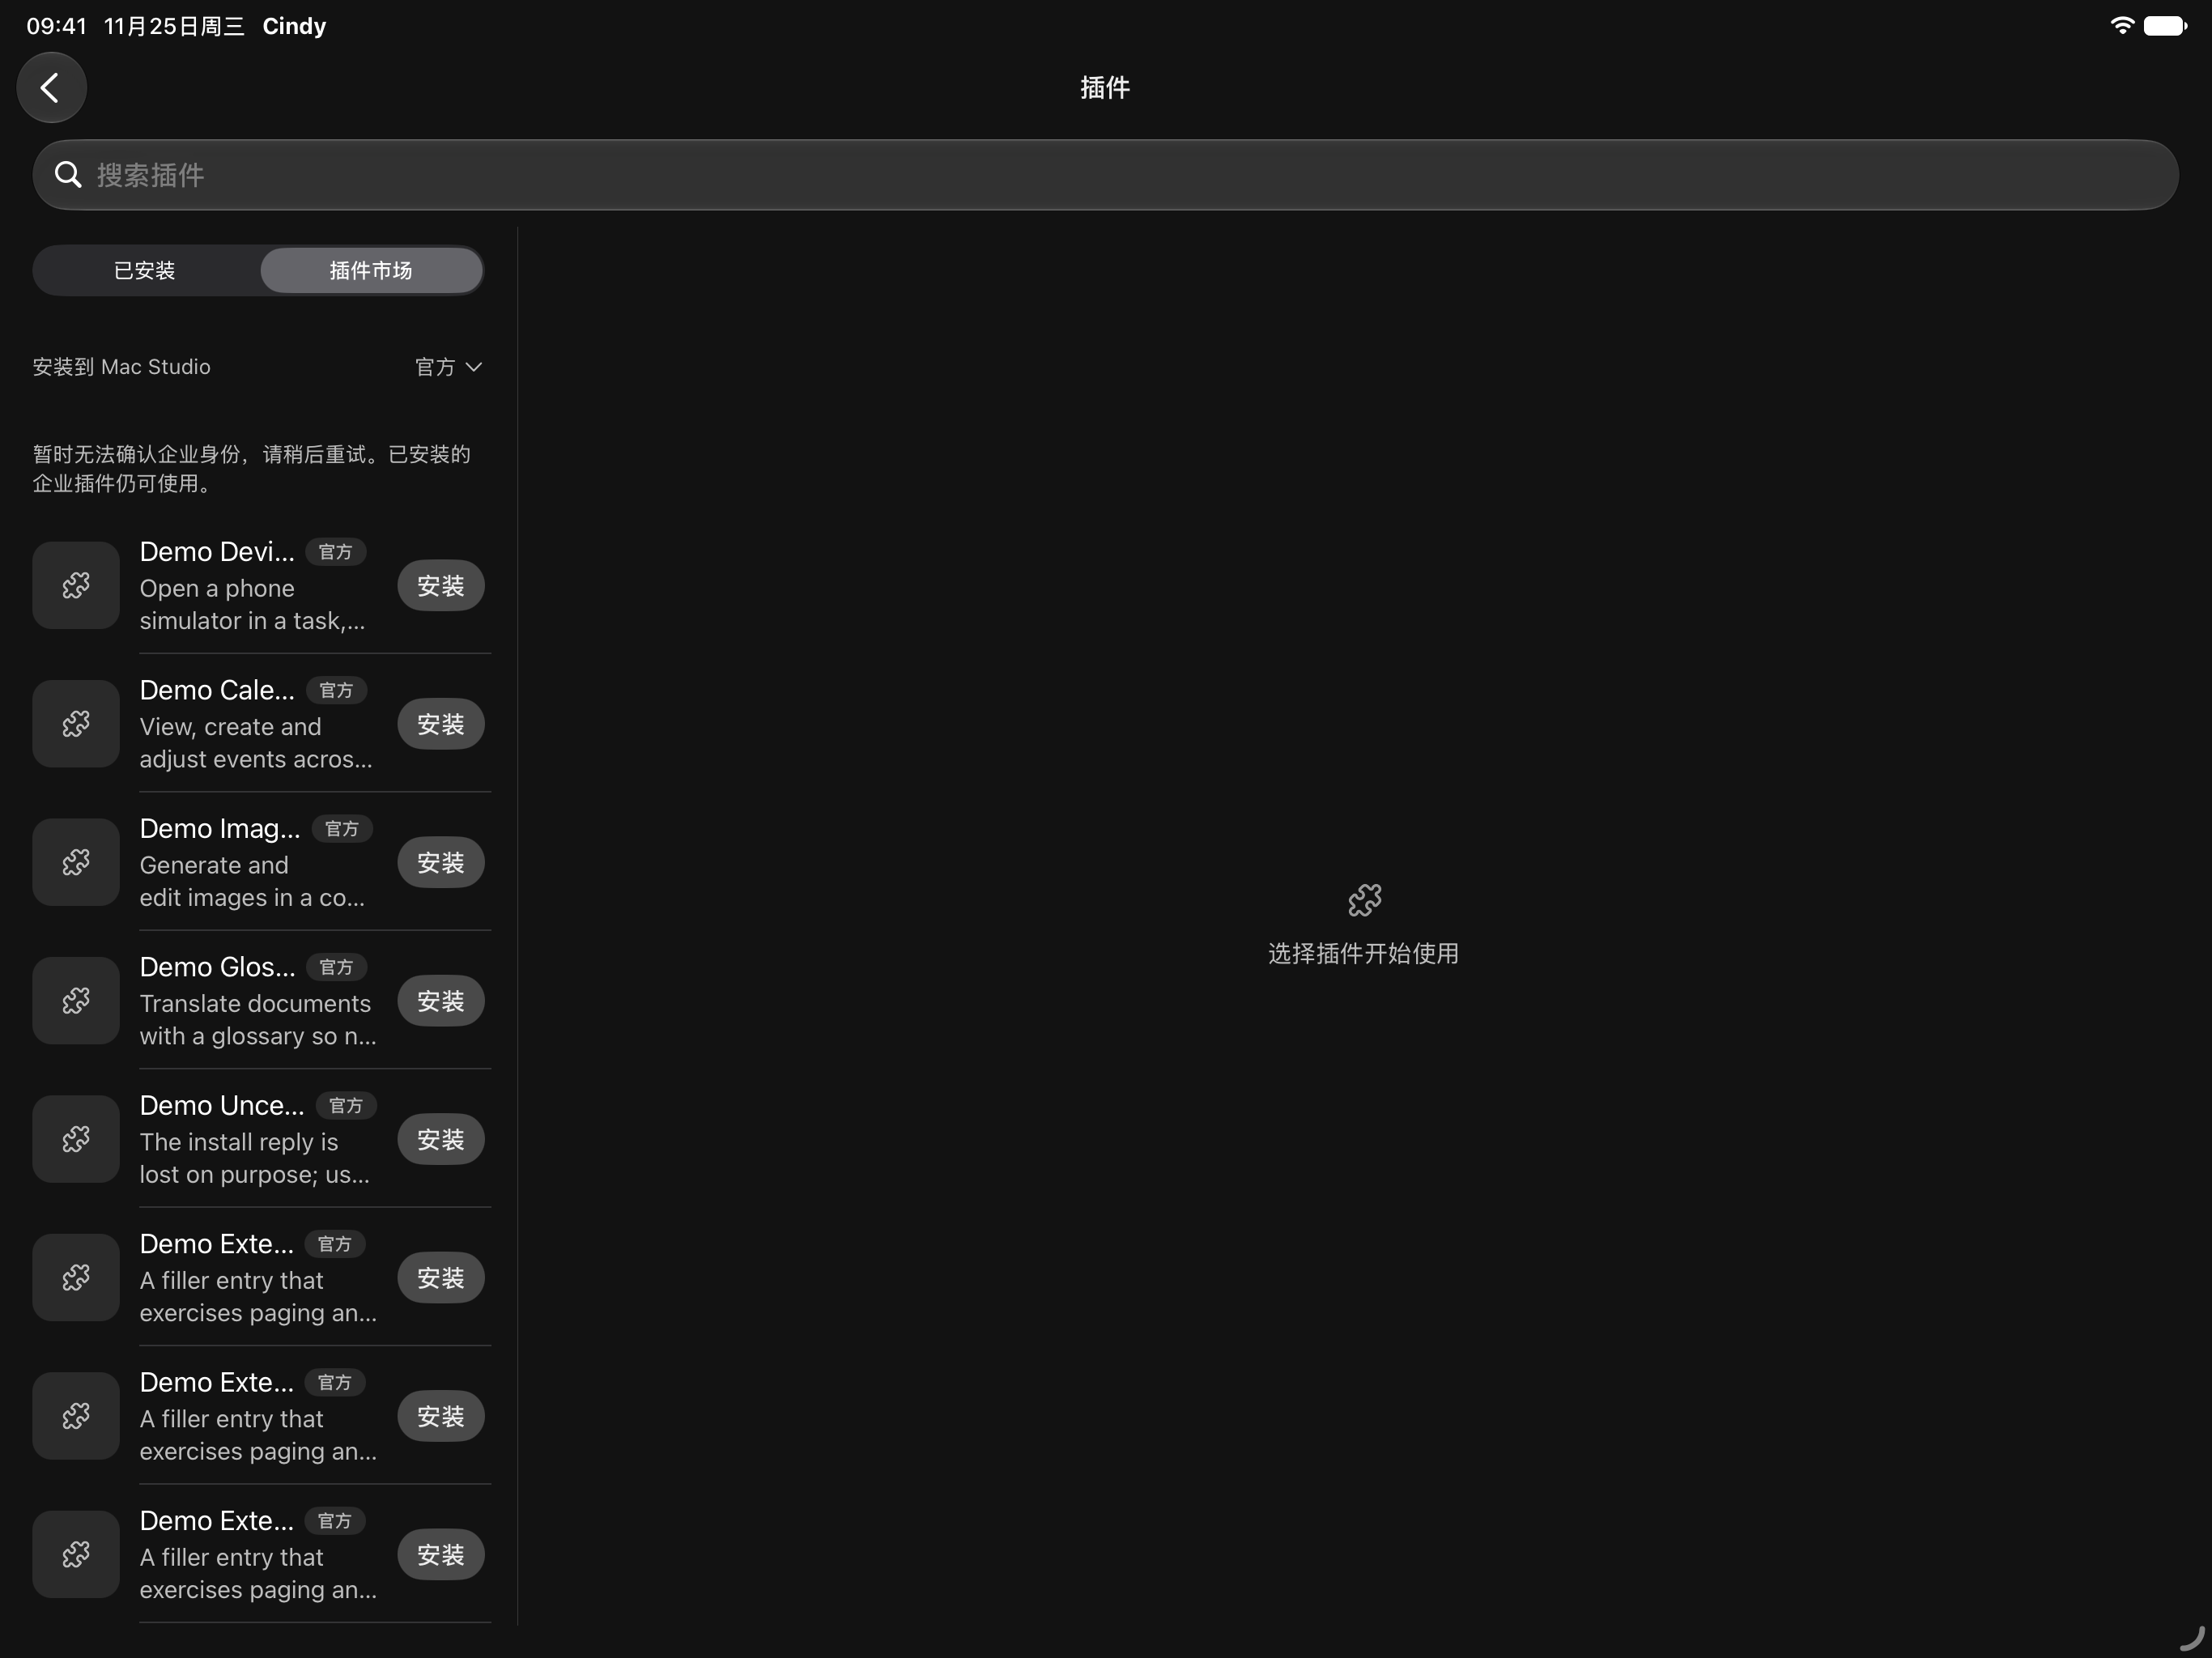 09:41 11月25日周三 Cindy
插件
搜索插件
已安装 插件市场
安装到 Mac Studio 官方
暂时无法确认企业身份，请稍后重试。已安装的
企业插件仍可使用。
Demo Devi... 官方
Open a phone
simulator in a task,...
安装
Demo Cale... 官方
View, create and
adjust events acros...
安装
Demo Imag... 官方
Generate and
edit images in a co...
安装
Demo Glos... 官方
Translate documents
with a glossary so n...
安装
Demo Unce... 官方
The install reply is
lost on purpose; us...
安装
Demo Exte... 官方
A filler entry that
exercises paging an...
安装
Demo Exte... 官方
A filler entry that
exercises paging an...
安装
Demo Exte... 官方
A filler entry that
exercises paging an...
安装
选择插件开始使用